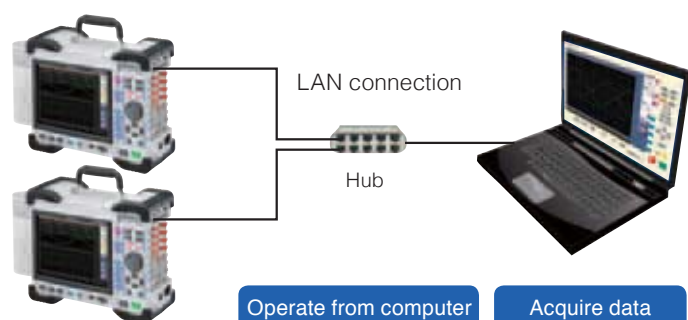 LAN connection
Hub
Operate from computer
Acquire data